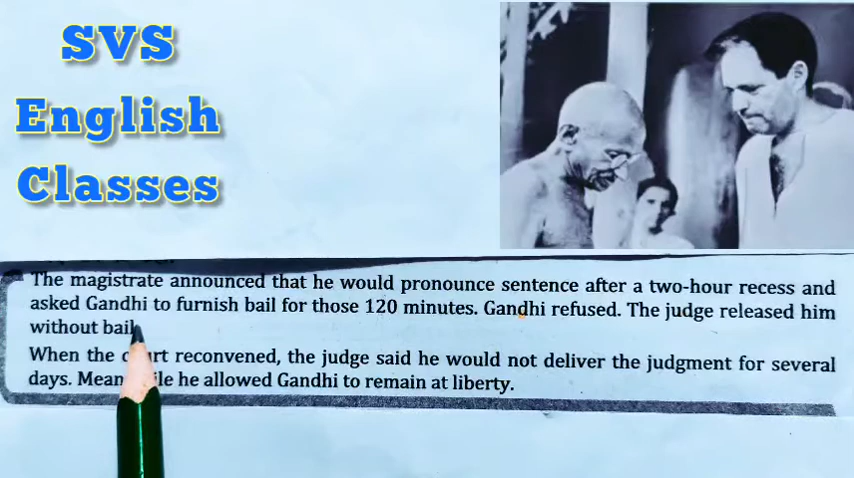 SVS
English
Classes
The magistrate announced that he would pronounce sentence after a two-hour recess and
asked Gandhi to furnish bail for those 120 minutes. Gandhi refused. The judge released him
without bail
When the court reconvened, the judge said he would not deliver the judgment for several
days. Meanwhile he allowed Gandhi to remain at liberty.